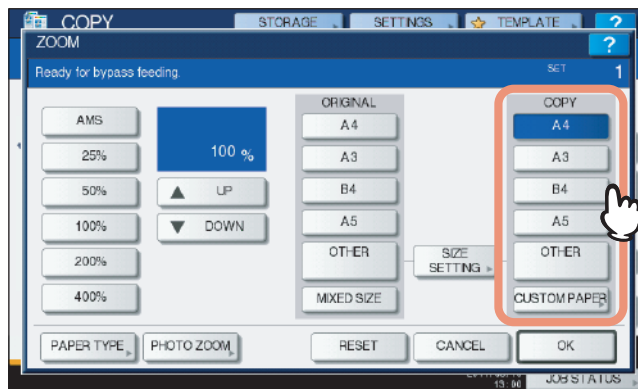 COPY STORAGE SETTINGS TEMPLATE ?
ZOOM ?
Ready for bypass feeding. SET 1
ORIGINAL COPY
AMS 100 % A4 A4
25% A3 A3
50% UP B4 B4
100% DOWN A5 A5
200% OTHER SIZE SETTING OTHER
400% MIXED SIZE CUSTOM PAPER
PAPER TYPE PHOTO ZOOM RESET CANCEL OK
13:00 JOB STATUS